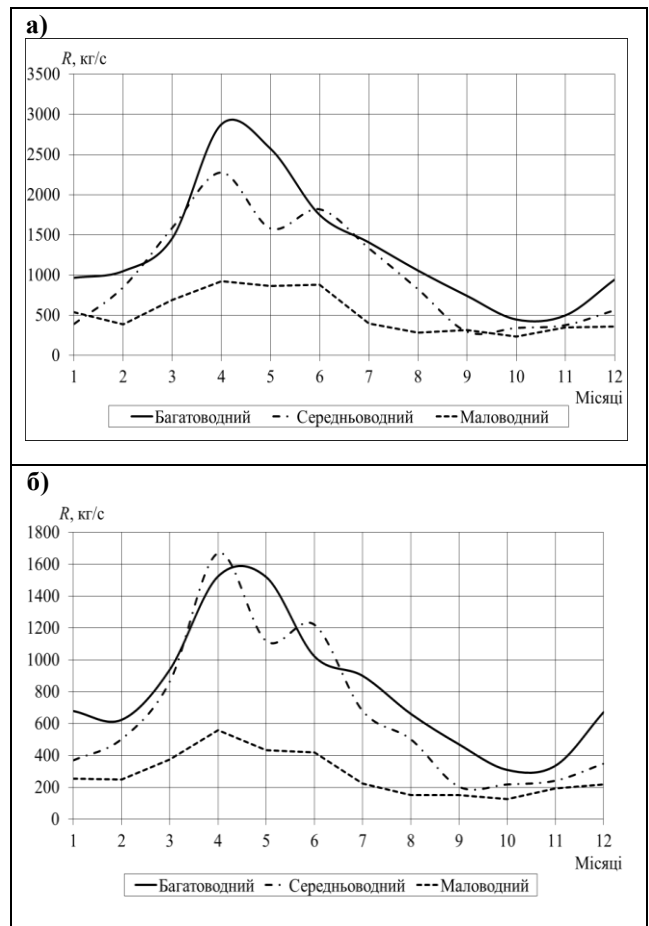 а)
R, кг/с
3500
3000
2500
2000
1500
1000
500
0
1 2 3 4 5 6 7 8 9 10 11 12
Місяці
Багатоводний Середньоводний Маловодний
б)
R, кг/с
1800
1600
1400
1200
1000
800
600
400
200
0
1 2 3 4 5 6 7 8 9 10 11 12
Місяці
Багатоводний Середньоводний Маловодний